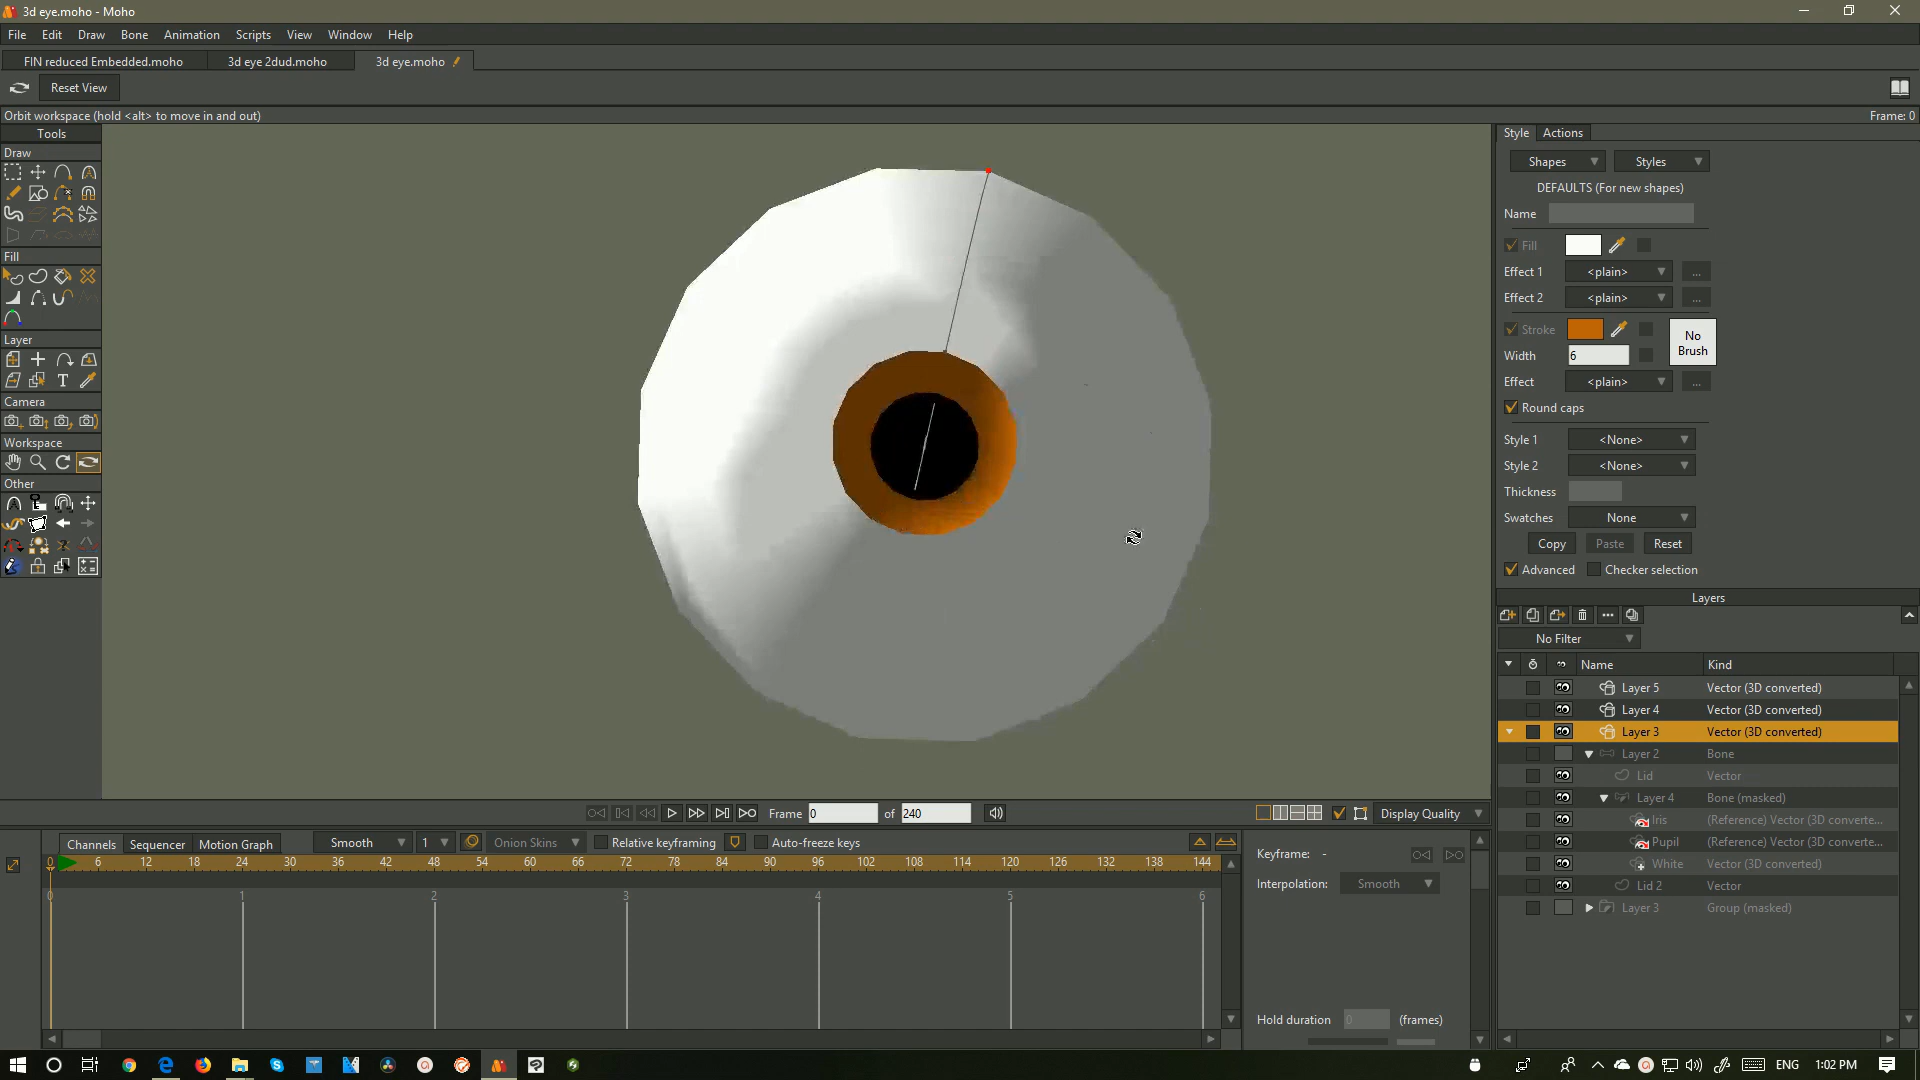 3d eye.moho - Moho
File Edit Draw Bone Animation Scripts View Window Help
FIN reduced Embedded.moho 3d eye 2dud.moho 3d eye.moho
Reset View
Orbit workspace (hold <alt> to move in and out) Frame: 0
Tools
Draw
Fill
Layer
Camera
Workspace
Other
Style Actions
Shapes Styles
DEFAULTS (For new shapes)
Name
Fill
Effect 1 <plain> ...
Effect 2 <plain> ...
Stroke No Brush
Width 6
Effect <plain> ...
Round caps
Style 1 <None>
Style 2 <None>
Thickness
Swatches None
Copy Paste Reset
Advanced Checker selection
Layers
No Filter
Name Kind
Layer 5 Vector (3D converted)
Layer 4 Vector (3D converted)
Layer 3 Vector (3D converted)
Layer 2 Bone
Lid Vector
Layer 4 Bone (masked)
Iris (Reference) Vector (3D converte...
Pupil (Reference) Vector (3D converte...
White Vector (3D converted)
Lid 2 Vector
Layer 3 Group (masked)
Frame 0 of 240 Display Quality
Channels Sequencer Motion Graph Smooth 1 Onion Skins Relative keyframing Auto-freeze keys
0 6 12 18 24 30 36 42 48 54 60 66 72 78 84 90 96 102 108 114 120 126 132 138 144
0 1 2 3 4 5 6
Keyframe: -
Interpolation: Smooth
Hold duration 0 (frames)
ENG 1:02 PM